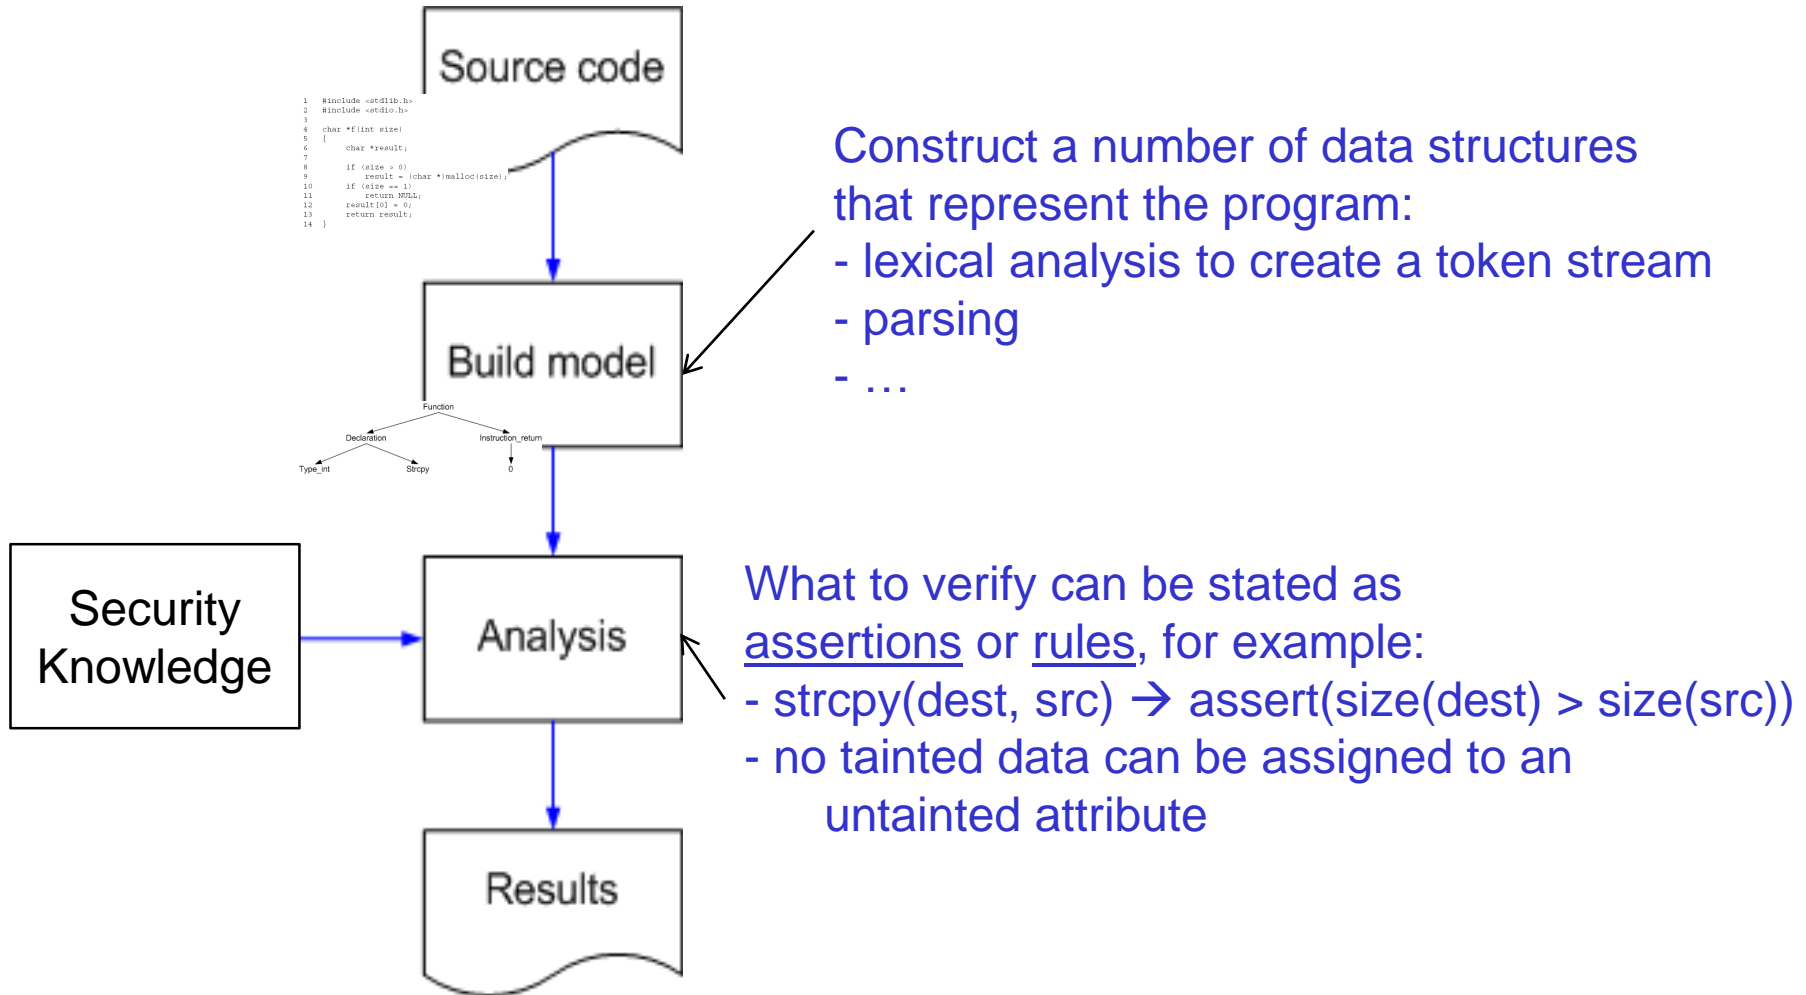 Source code
1 #include <stdlib.h>
2 #include <stdio.h>
3
4 char *f(int size)
5 {
6 char *result;
7
8 if (size > 0)
9 result = (char *)malloc(size);
10 if (size == 1)
11 return NULL;
12 result[0] = 0;
13 return result;
14 }
Construct a number of data structures
that represent the program:
- lexical analysis to create a token stream
- parsing
- …
Build model
Function
Declaration Instruction_return
Type_int Strcpy 0
Security
Knowledge
Analysis
What to verify can be stated as
assertions or rules, for example:
- strcpy(dest, src) → assert(size(dest) > size(src))
- no tainted data can be assigned to an
untainted attribute
Results